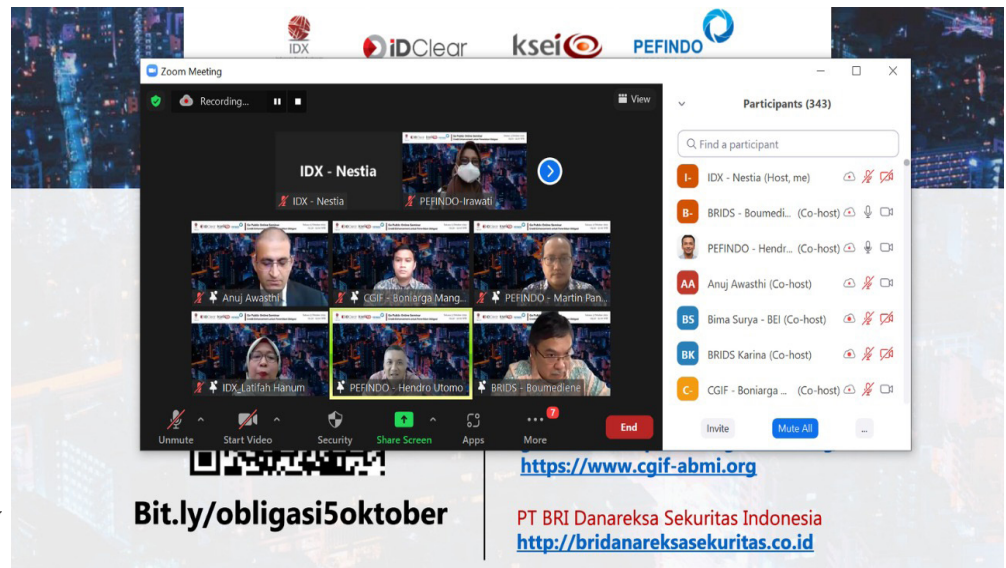 IDX
iDClear
ksei
PEFINDO
Zoom Meeting
Recording...
View
Participants (343)
Find a participant
IDX - Nestia
IDX - Nestia
PEFINDO-Irawati
Anuj Awasthi
CGIF - Boniarga Mang...
PEFINDO - Martin Pan...
IDX_Latifah Hanum
PEFINDO - Hendro Utomo
BRIDS - Boumediene
I-
IDX - Nestia (Host, me)
B-
BRIDS - Boumedi... (Co-host)
PEFINDO - Hendr... (Co-host)
AA
Anuj Awasthi (Co-host)
BS
Bima Surya - BEI (Co-host)
BK
BRIDS Karina (Co-host)
C-
CGIF - Boniarga ... (Co-host)
Unmute
Start Video
Security
Share Screen
Apps
7
More
End
Invite
Mute All
...
https://www.cgif-abmi.org
Bit.ly/obligasi5oktober
PT BRI Danareksa Sekuritas Indonesia
http://bridanareksasekuritas.co.id